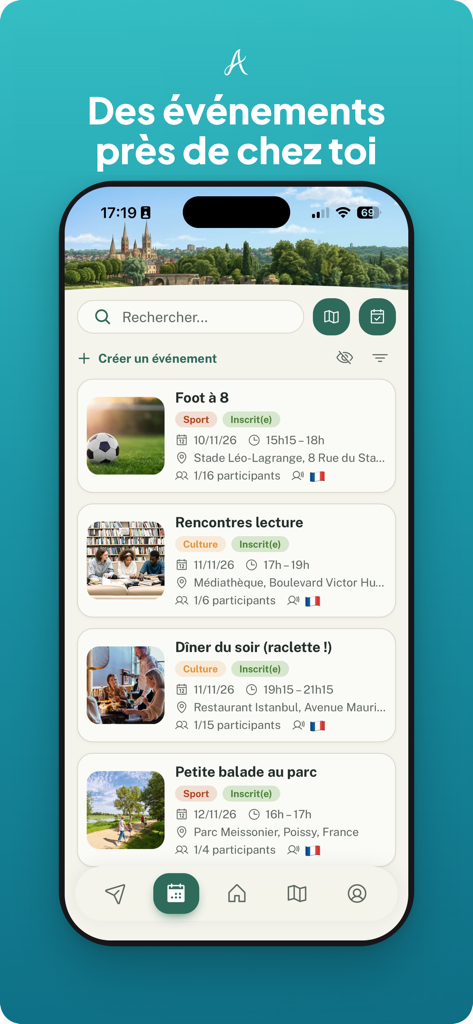 A
Des événements
près de chez toi
17:19
69
Rechercher...
+ Créer un événement
Foot à 8
Sport Inscrit(e)
10/11/26 15h15 – 18h
Stade Léo-Lagrange, 8 Rue du Sta...
1/16 participants
Rencontres lecture
Culture Inscrit(e)
11/11/26 17h – 19h
Médiathèque, Boulevard Victor Hu...
1/6 participants
Dîner du soir (raclette !)
Culture Inscrit(e)
11/11/26 19h15 – 21h15
Restaurant Istanbul, Avenue Mauri...
1/15 participants
Petite balade au parc
Sport Inscrit(e)
12/11/26 16h – 17h
Parc Meissonier, Poissy, France
1/4 participants